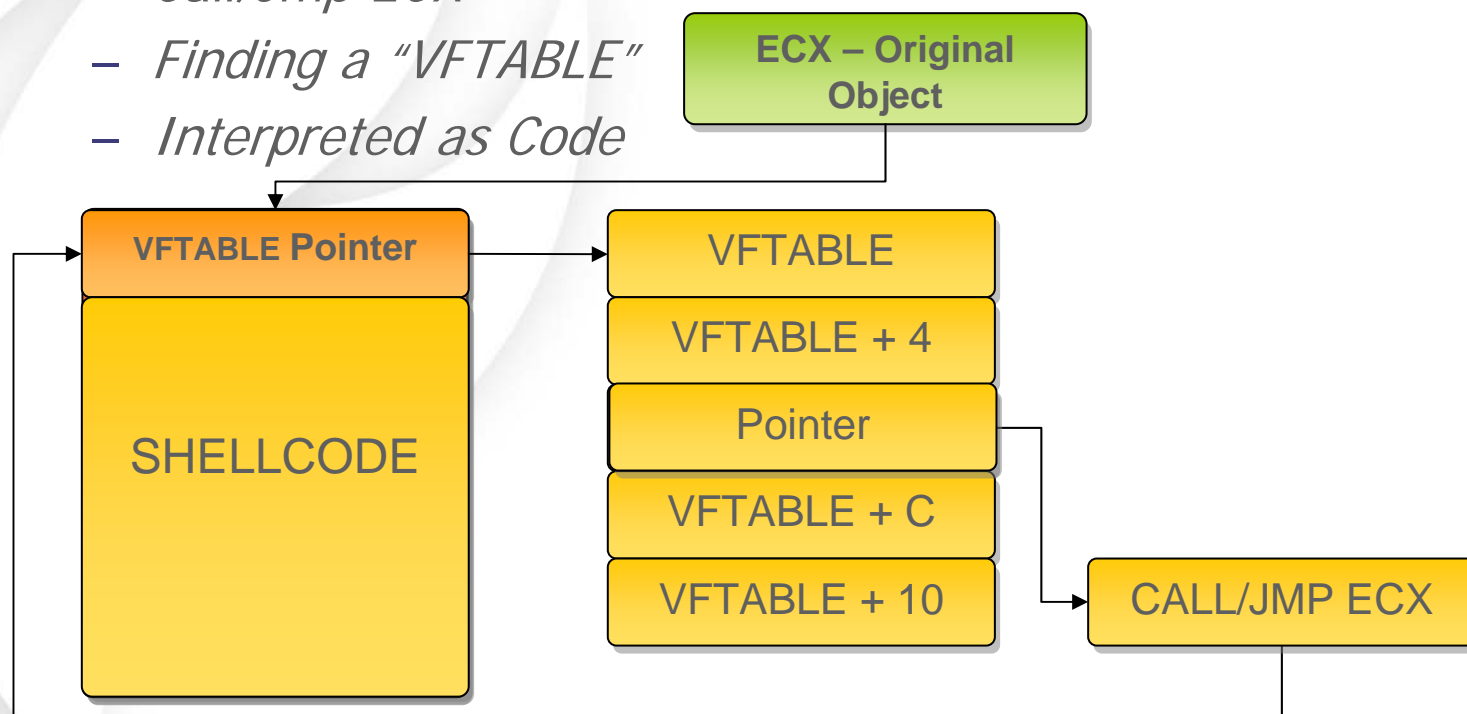 – Finding a “VFTABLE”
– Interpreted as Code
ECX – Original
Object
VFTABLE Pointer
SHELLCODE
VFTABLE
VFTABLE + 4
Pointer
VFTABLE + C
VFTABLE + 10
CALL/JMP ECX